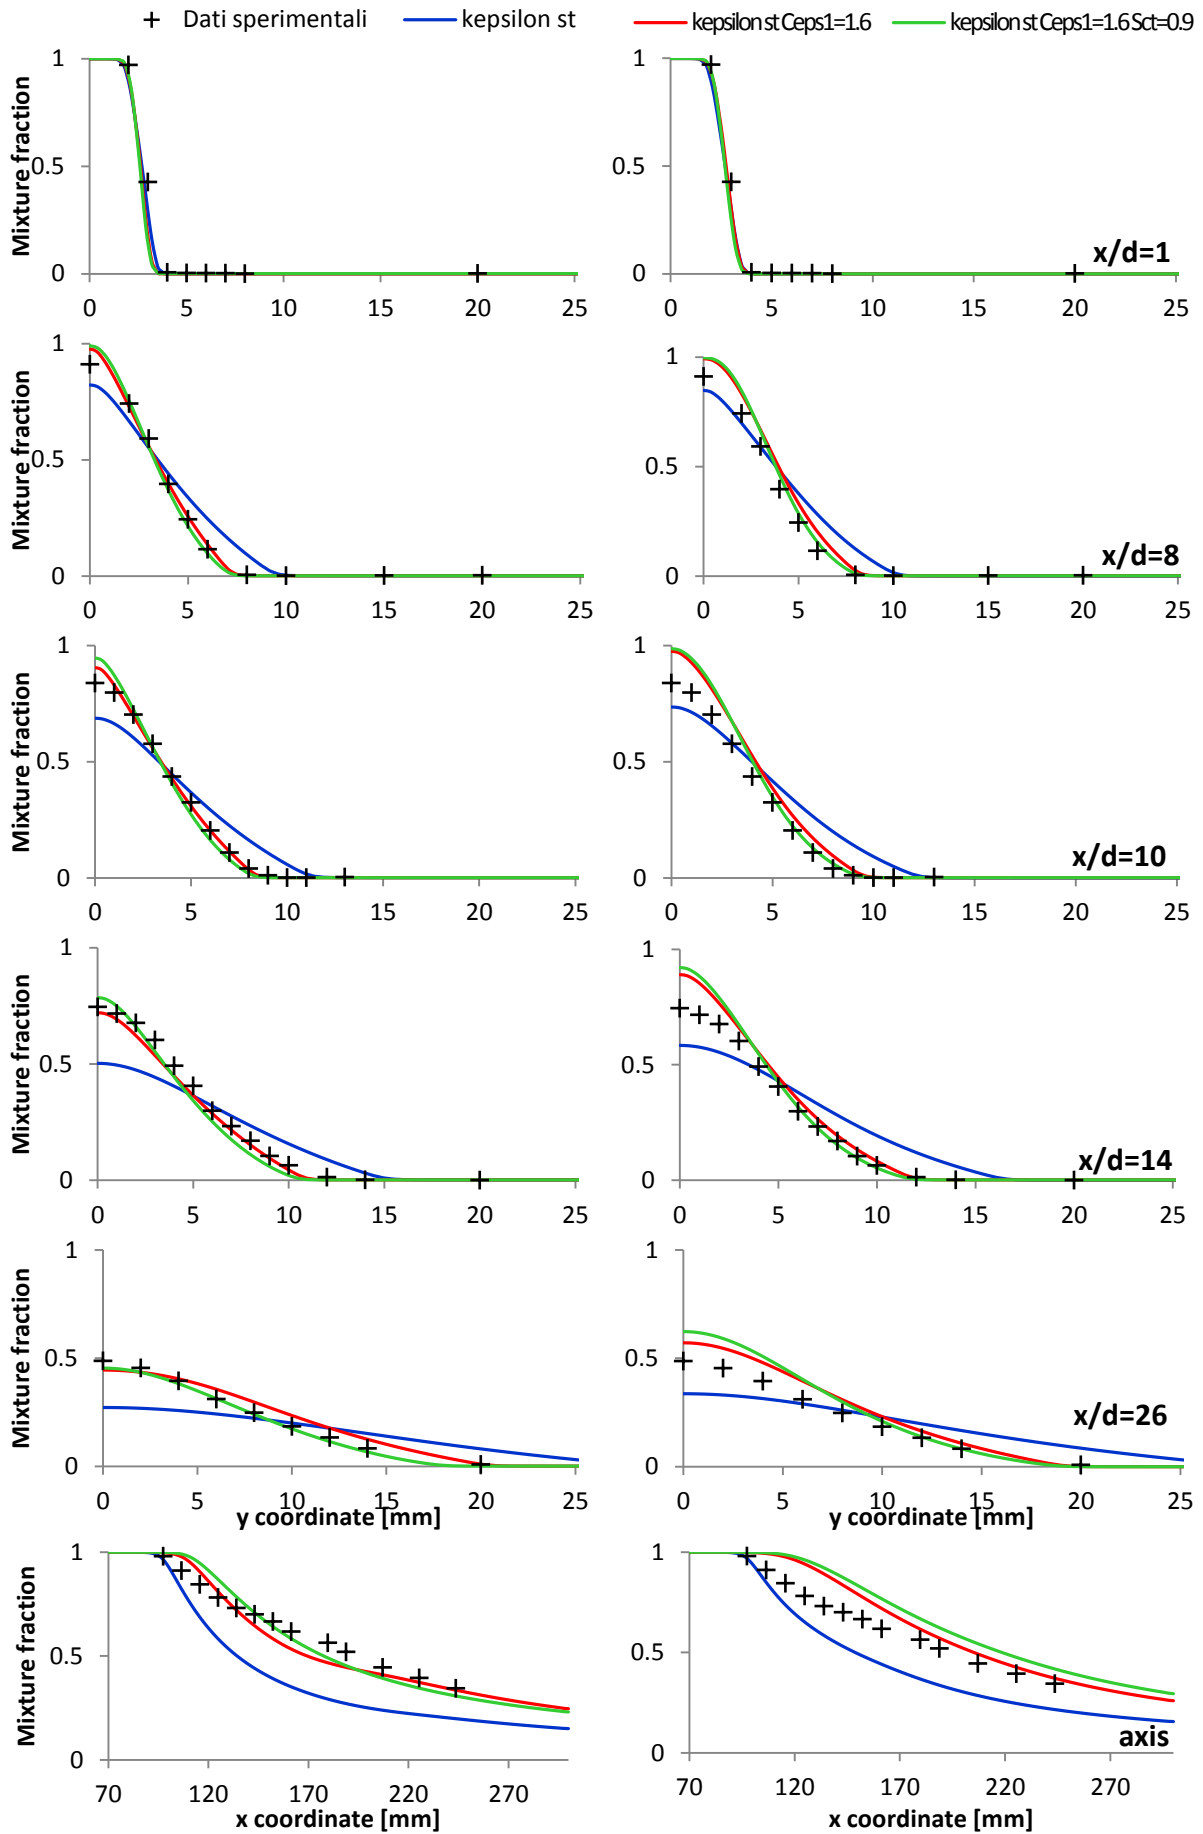 Dati sperimentali kepsilon st kepsilon st Ceps1=1.6 kepsilon st Ceps1=1.6 Sct=0.9
Mixture fraction
1 1
0.5 0.5
0 0
x/d=1
0 5 10 15 20 25 0 5 10 15 20 25
Mixture fraction
1 1
0.5 0.5
0 0
x/d=8
0 5 10 15 20 25 0 5 10 15 20 25
Mixture fraction
1 1
0.5 0.5
0 0
x/d=10
0 5 10 15 20 25 0 5 10 15 20 25
Mixture fraction
1 1
0.5 0.5
0 0
x/d=14
0 5 10 15 20 25 0 5 10 15 20 25
Mixture fraction
1 1
0.5 0.5
0 0
x/d=26
0 5 10 15 20 25 0 5 10 15 20 25
y coordinate [mm] y coordinate [mm]
Mixture fraction
1 1
0.5 0.5
0 0
axis
70 120 170 220 270 70 120 170 220 270
x coordinate [mm] x coordinate [mm]